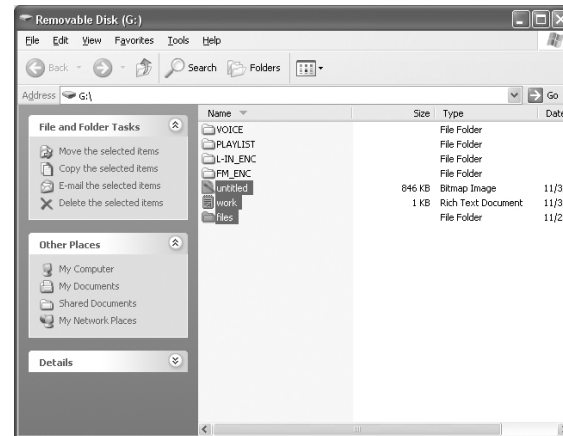 Removable Disk (G:)
File Edit View Favorites Tools Help
Back Search Folders
Address G:\ Go
Name Size Type Date
VOICE File Folder
PLAYLIST File Folder
L-IN_ENC File Folder
FM_ENC File Folder
untitled 846 KB Bitmap Image 11/3
work 1 KB Rich Text Document 11/3
files File Folder 11/2
File and Folder Tasks
Move the selected items
Copy the selected items
E-mail the selected items
Delete the selected items
Other Places
My Computer
My Documents
Shared Documents
My Network Places
Details